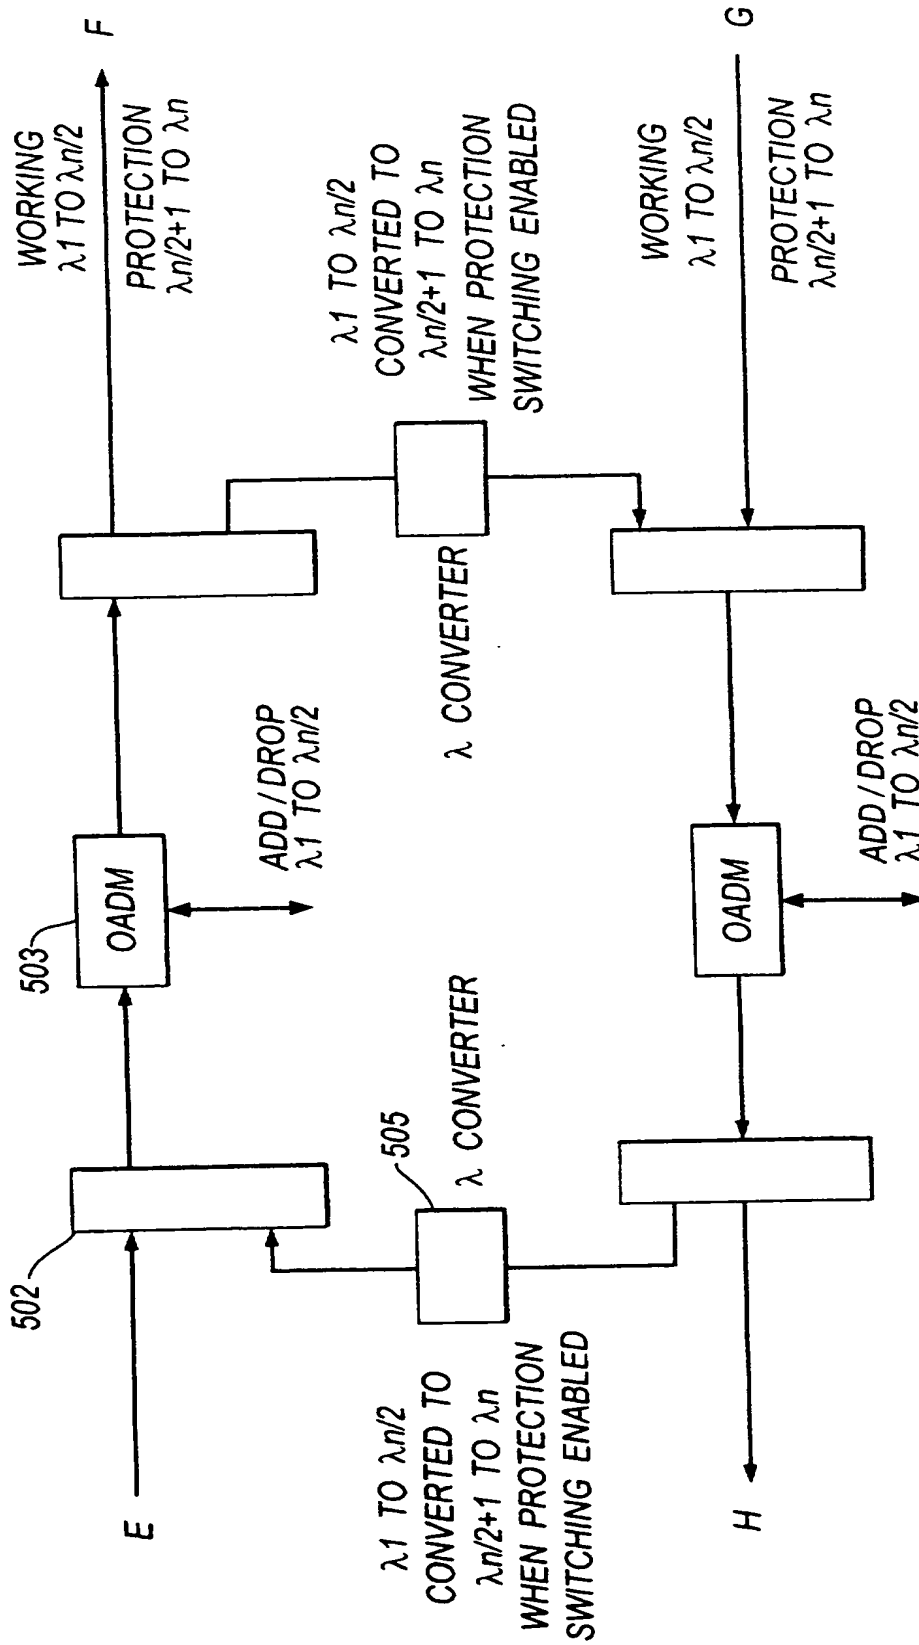 E
502
503
OADM
ADD/DROP
λ1 TO λn/2
WORKING
λ1 TO λn/2
PROTECTION
λn/2+1 TO λn
F
λ1 TO λn/2
CONVERTED TO
λn/2+1 TO λn
WHEN PROTECTION
SWITCHING ENABLED
505
λ CONVERTER
λ CONVERTER
λ1 TO λn/2
CONVERTED TO
λn/2+1 TO λn
WHEN PROTECTION
SWITCHING ENABLED
H
OADM
ADD/DROP
λ1 TO λn/2
WORKING
λ1 TO λn/2
PROTECTION
λn/2+1 TO λn
G